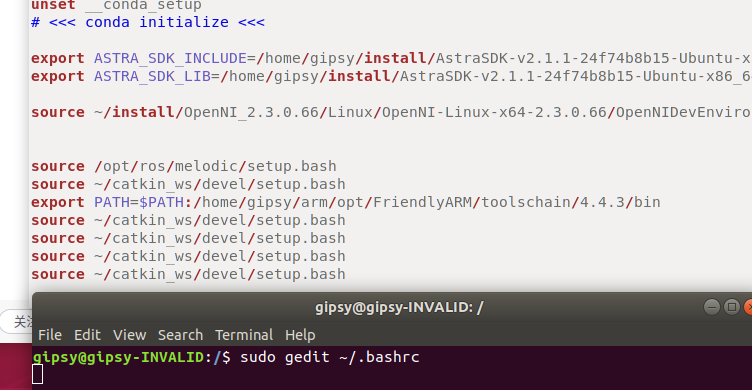 unset __conda_setup
# <<< conda initialize <<<
export ASTRA_SDK_INCLUDE=/home/gipsy/install/AstraSDK-v2.1.1-24f74b8b15-Ubuntu-x
export ASTRA_SDK_LIB=/home/gipsy/install/AstraSDK-v2.1.1-24f74b8b15-Ubuntu-x86_6
source ~/install/OpenNI_2.3.0.66/Linux/OpenNI-Linux-x64-2.3.0.66/OpenNIDevEnviro
source /opt/ros/melodic/setup.bash
source ~/catkin_ws/devel/setup.bash
export PATH=$PATH:/home/gipsy/arm/opt/FriendlyARM/toolschain/4.4.3/bin
source ~/catkin_ws/devel/setup.bash
source ~/catkin_ws/devel/setup.bash
source ~/catkin_ws/devel/setup.bash
source ~/catkin_ws/devel/setup.bash
gipsy@gipsy-INVALID: /
关
File Edit View Search Terminal Help
gipsy@gipsy-INVALID:/$ sudo gedit ~/.bashrc